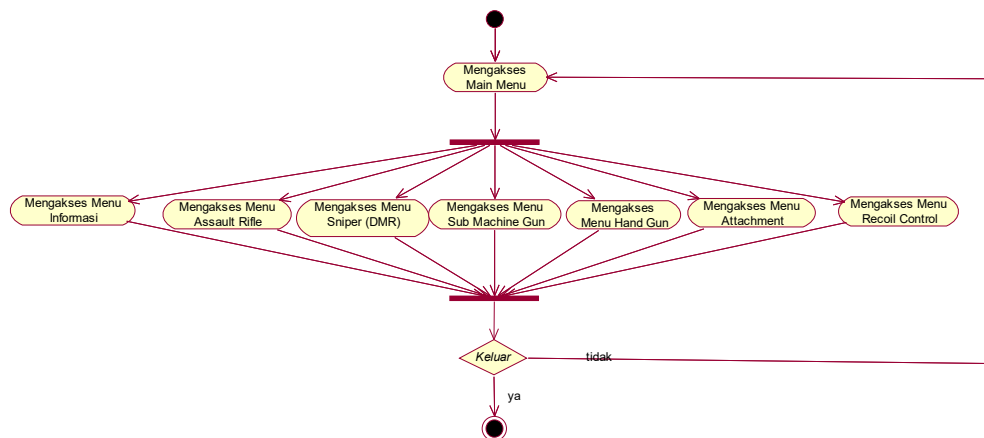 Mengakses
Main Menu
Mengakses Menu
Informasi
Mengakses Menu
Assault Rifle
Mengakses Menu
Sniper (DMR)
Mengakses Menu
Sub Machine Gun
Mengakses
Menu Hand Gun
Mengakses Menu
Attachment
Mengakses Menu
Recoil Control
Keluar
tidak
ya